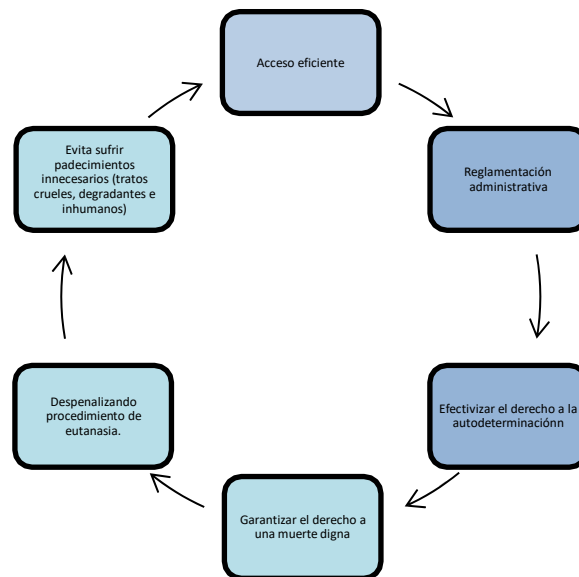 Acceso eficiente
Reglamentación
administrativa
Efectivizar el derecho a la
autodeterminaciónn
Garantizar el derecho a
una muerte digna
Despenalizando
procedimiento de
eutanasia.
Evita sufrir
padecimientos
innecesarios (tratos
crueles, degradantes e
inhumanos)